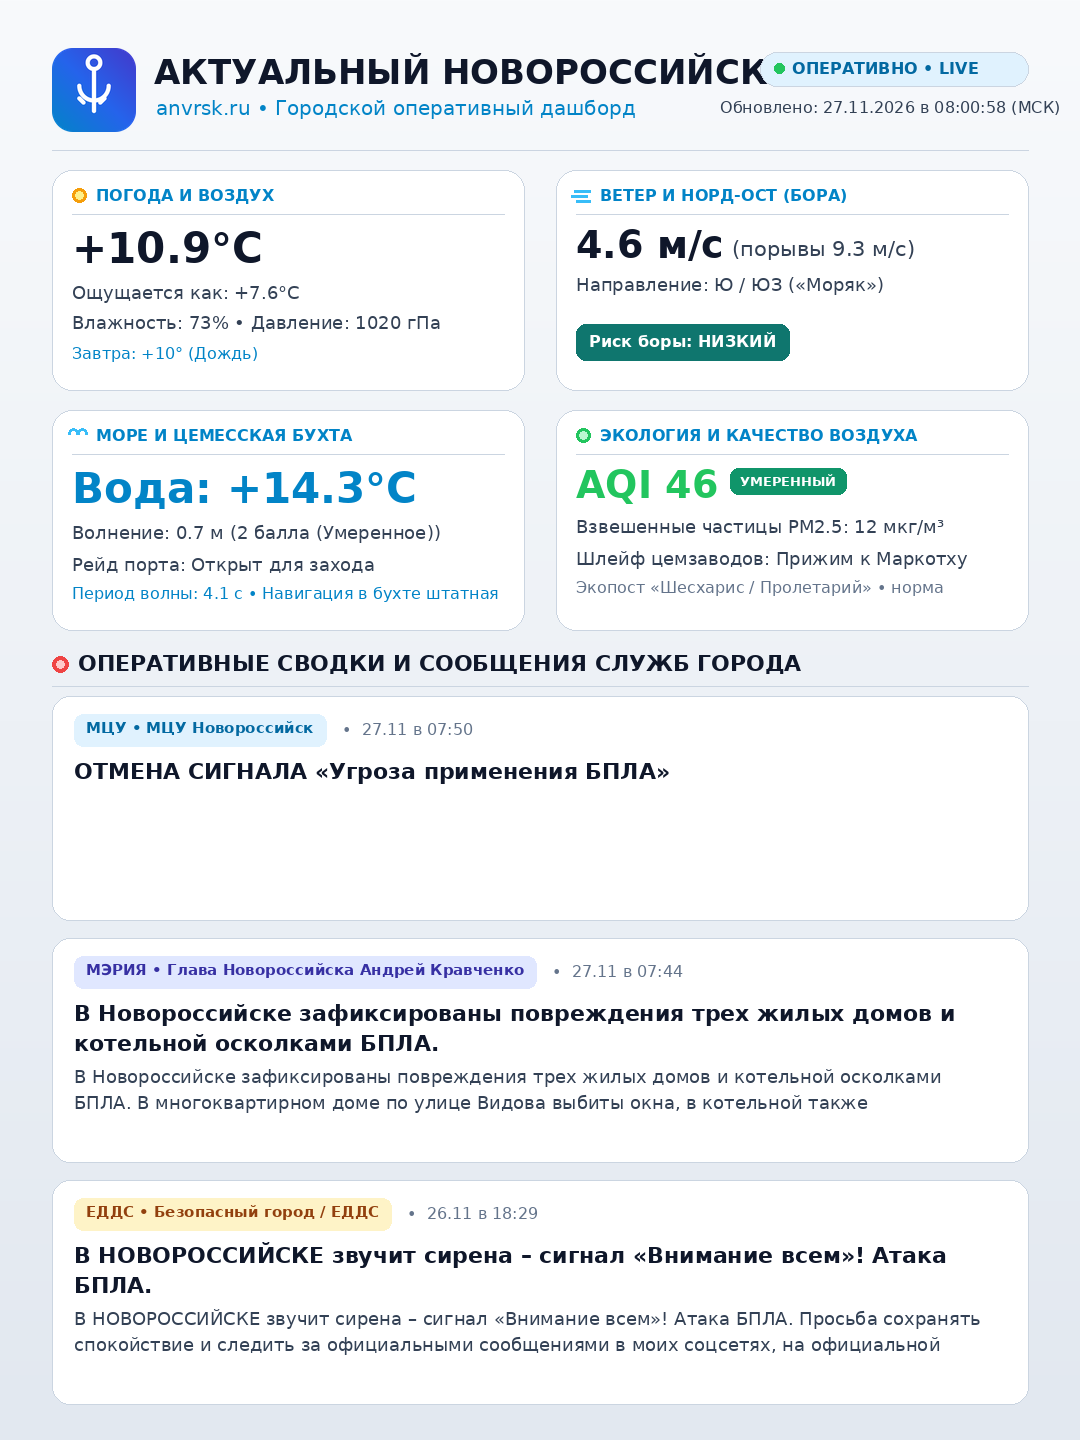 АКТУАЛЬНЫЙ НОВОРОССИЙСК
ОПЕРАТИВНО • LIVE
anvrsk.ru • Городской оперативный дашборд
Обновлено: 27.11.2026 в 08:00:58 (МСК)
ПОГОДА И ВОЗДУХ
+10.9°C
Ощущается как: +7.6°C
Влажность: 73% • Давление: 1020 гПа
Завтра: +10° (Дождь)
ВЕТЕР И НОРД-ОСТ (БОРА)
4.6 м/с (порывы 9.3 м/с)
Направление: Ю / ЮЗ («Моряк»)
Риск боры: НИЗКИЙ
МОРЕ И ЦЕМЕССКАЯ БУХТА
Вода: +14.3°C
Волнение: 0.7 м (2 балла (Умеренное))
Рейд порта: Открыт для захода
Период волны: 4.1 с • Навигация в бухте штатная
ЭКОЛОГИЯ И КАЧЕСТВО ВОЗДУХА
AQI 46 УМЕРЕННЫЙ
Взвешенные частицы PM2.5: 12 мкг/м³
Шлейф цемзаводов: Прижим к Маркотху
Экопост «Шесхарис / Пролетарий» • норма
ОПЕРАТИВНЫЕ СВОДКИ И СООБЩЕНИЯ СЛУЖБ ГОРОДА
МЦУ • МЦУ Новороссийск • 27.11 в 07:50
ОТМЕНА СИГНАЛА «Угроза применения БПЛА»
МЭРИЯ • Глава Новороссийска Андрей Кравченко • 27.11 в 07:44
В Новороссийске зафиксированы повреждения трех жилых домов и
котельной осколками БПЛА.
В Новороссийске зафиксированы повреждения трех жилых домов и котельной осколками
БПЛА. В многоквартирном доме по улице Видова выбиты окна, в котельной также
ЕДДС • Безопасный город / ЕДДС • 26.11 в 18:29
В НОВОРОССИЙСКЕ звучит сирена – сигнал «Внимание всем»! Атака
БПЛА.
В НОВОРОССИЙСКЕ звучит сирена – сигнал «Внимание всем»! Атака БПЛА. Просьба сохранять
спокойствие и следить за официальными сообщениями в моих соцсетях, на официальной